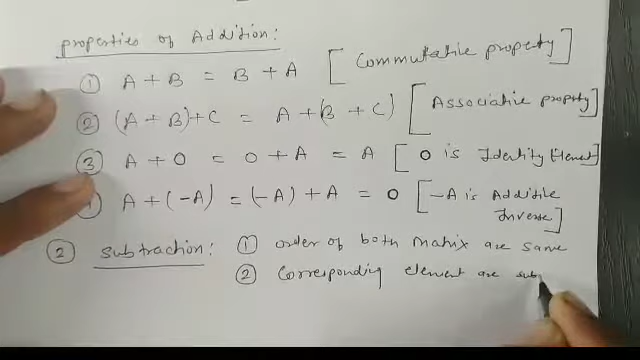 properties of Addition:
① A + B = B + A [Commutative property]
② (A + B) + C = A + (B + C) [Associative property]
③ A + 0 = 0 + A = A [0 is Identity Element]
A + (-A) = (-A) + A = 0 [-A is Additive
Inverse]
② subtraction: ① order of both matrix are same
② Corresponding element are sub